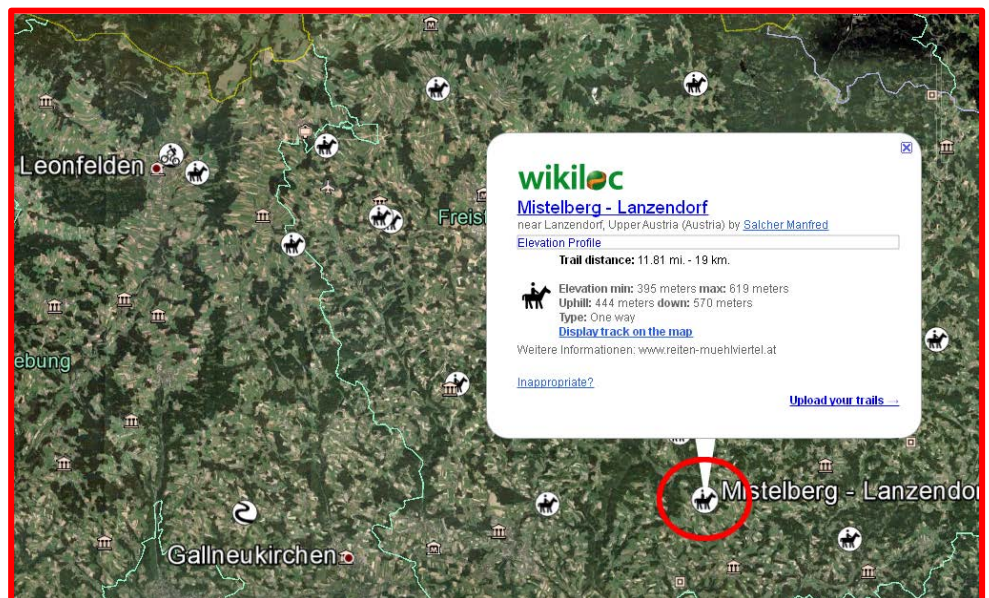 Leonfelden
Freis
ebung
wikiloc
Mistelberg - Lanzendorf
near Lanzendorf, Upper Austria (Austria) by Salcher Manfred
Elevation Profile
Trail distance: 11.81 mi. - 19 km.
Elevation min: 395 meters max: 619 meters
Uphill: 444 meters down: 570 meters
Type: One way
Display track on the map
Weitere Informationen: www.reiten-muehlviertel.at
Inappropriate?
Upload your trails →
Mistelberg - Lanzendo
Gallneukirchen